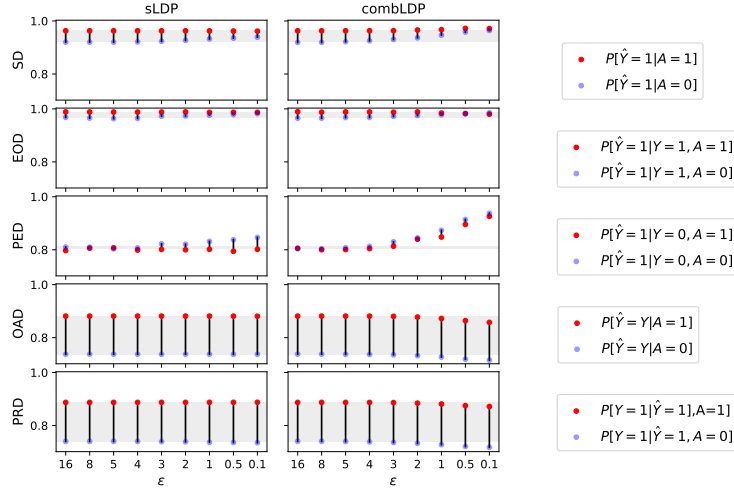 sLDP
combLDP
SD
1.0
0.8
P[Ŷ = 1|A = 1]
P[Ŷ = 1|A = 0]
EOD
1.0
0.8
P[Ŷ = 1|Y = 1, A = 1]
P[Ŷ = 1|Y = 1, A = 0]
PED
1.0
0.8
P[Ŷ = 1|Y = 0, A = 1]
P[Ŷ = 1|Y = 0, A = 0]
OAD
1.0
0.8
P[Ŷ = Y|A = 1]
P[Ŷ = Y|A = 0]
PRD
1.0
0.8
P[Y = 1|Ŷ = 1],A=1]
P[Y = 1|Ŷ = 1, A = 0]
16 8 5 4 3 2 1 0.5 0.1
16 8 5 4 3 2 1 0.5 0.1
ε
ε